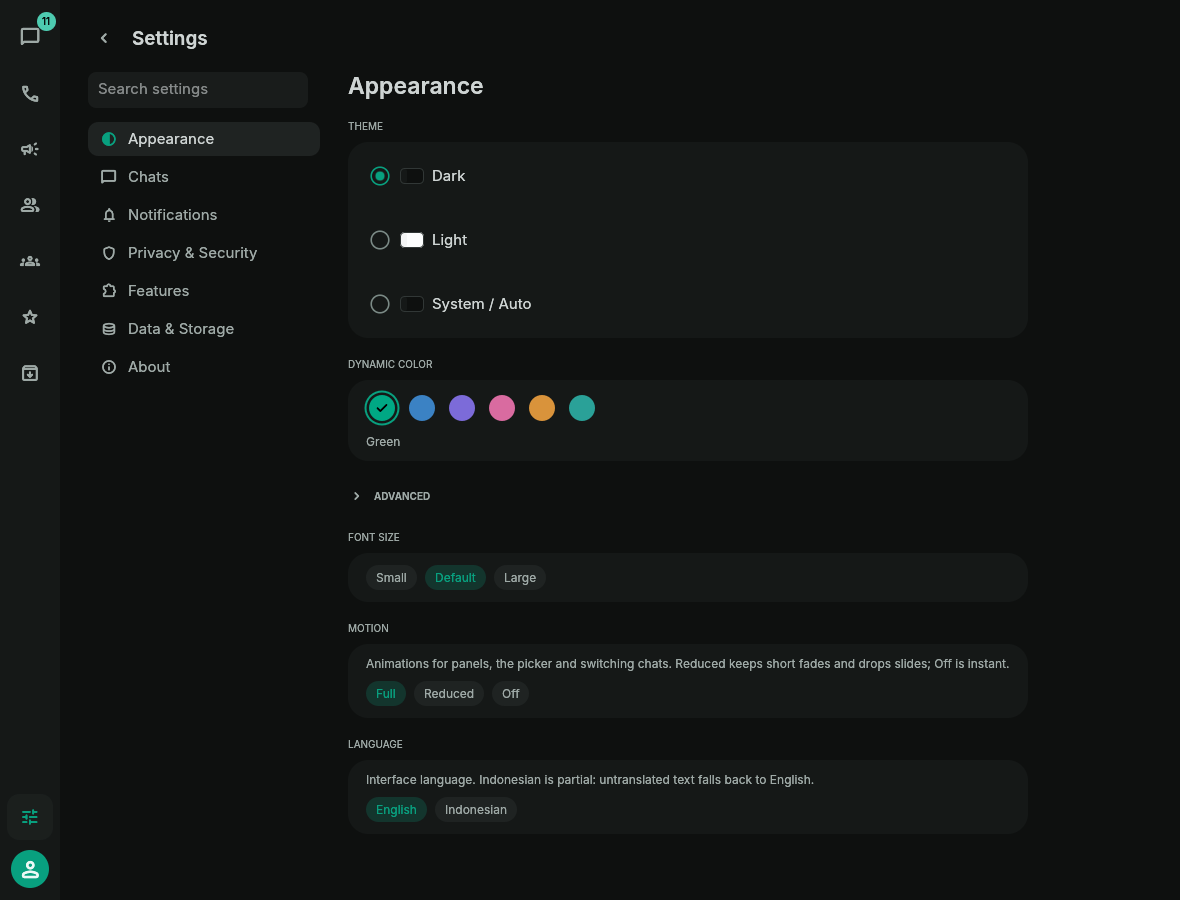 11
Settings
Search settings
Appearance
Chats
Notifications
Privacy & Security
Features
Data & Storage
About
Appearance
THEME
Dark
Light
System / Auto
DYNAMIC COLOR
Green
ADVANCED
FONT SIZE
Small Default Large
MOTION
Animations for panels, the picker and switching chats. Reduced keeps short fades and drops slides; Off is instant.
Full Reduced Off
LANGUAGE
Interface language. Indonesian is partial: untranslated text falls back to English.
English Indonesian